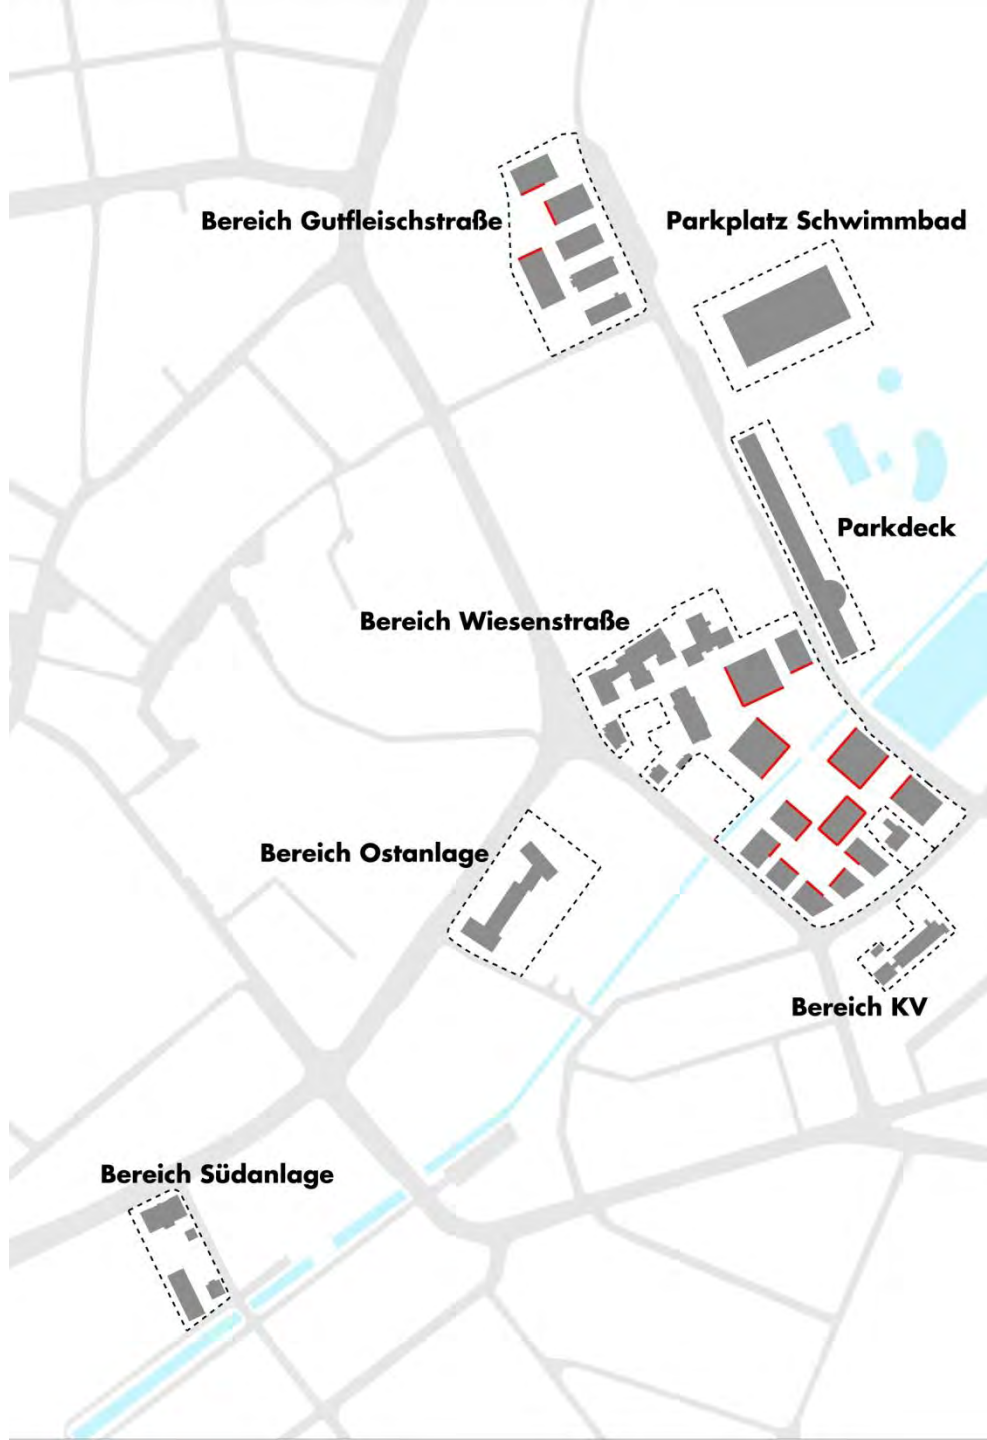 Bereich Gutfleischstraße
Parkplatz Schwimmbad
Parkdeck
Bereich Wiesenstraße
Bereich Ostanlage
Bereich KV
Bereich Südanlage